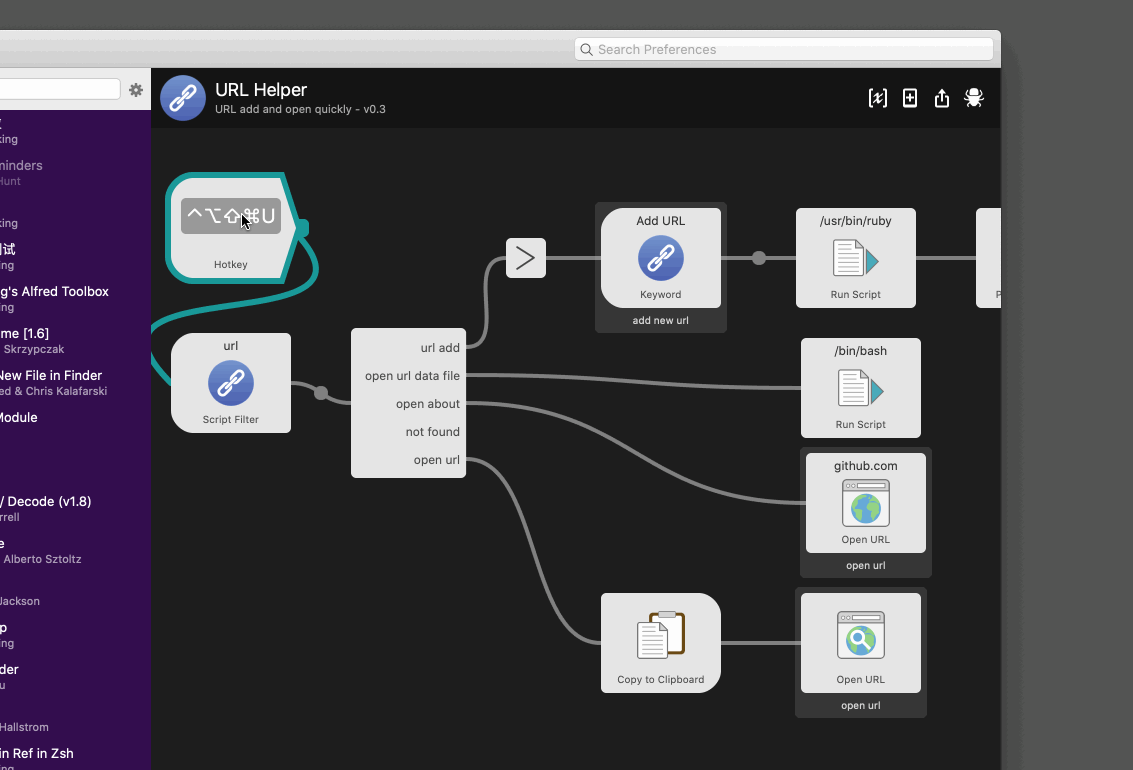 Search Preferences
URL Helper
URL add and open quickly – v0.3
king
minders
Hunt
king
测试
ng
g's Alfred Toolbox
ng
me [1.6]
Skrzypczak
New File in Finder
ed & Chris Kalafarski
Module
/ Decode (v1.8)
rrell
e
Alberto Sztoltz
Jackson
p
ng
der
u
Hallstrom
in Ref in Zsh
ng
^⌥⇧⌘U
Hotkey
url
Script Filter
url add
open url data file
open about
not found
open url
Add URL
Keyword
add new url
/usr/bin/ruby
Run Script
P
/bin/bash
Run Script
github.com
Open URL
open url
Copy to Clipboard
Open URL
open url